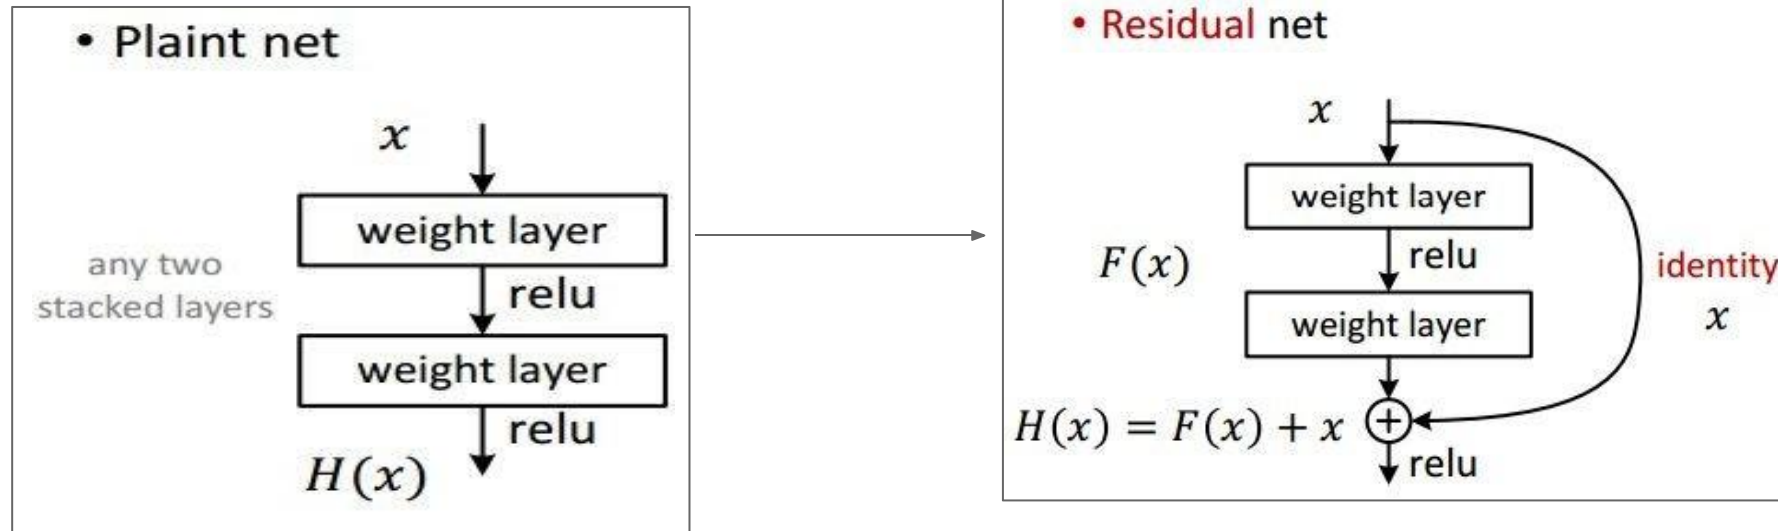 • Plaint net
x
weight layer
any two
stacked layers
relu
weight layer
relu
H(x)
• Residual net
x
weight layer
F(x)
relu
identity
x
weight layer
H(x) = F(x) + x
+
relu